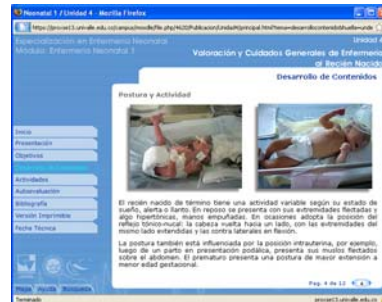 Neonatal 1 / Unidad 4 - Mozilla Firefox
Especialización en Enfermería Neonatal
Módulo: Enfermería Neonatal 1
Unidad 4
Valoración y Cuidados Generales de Enfermería
al Recién Nacido
Desarrollo de Contenidos
Postura y Actividad
Inicio
Presentación
Objetivos
Actividades
Autoevaluación
Bibliografía
Versión Imprimible
Ficha Técnica
El recién nacido de término tiene una actividad variable según su estado de
sueño, alerta o llanto. En reposo se presenta con sus extremidades flectadas y
algo hipertónicas, manos empuñadas. En ocasiones adopta la posición del
reflejo tónico-nucal: la cabeza vuelta hacia un lado, con las extremidades del
mismo lado extendidas y las contra laterales en flexión.
La postura también está influenciada por la posición intrauterina, por ejemplo,
luego de un parto en presentación podálica, presenta sus muslos flectados
sobre el abdomen. El prematuro presenta una postura de mayor extensión a
menor edad gestacional.
Pag. 4 de 12
Mapa Ayuda Búsqueda
Terminado